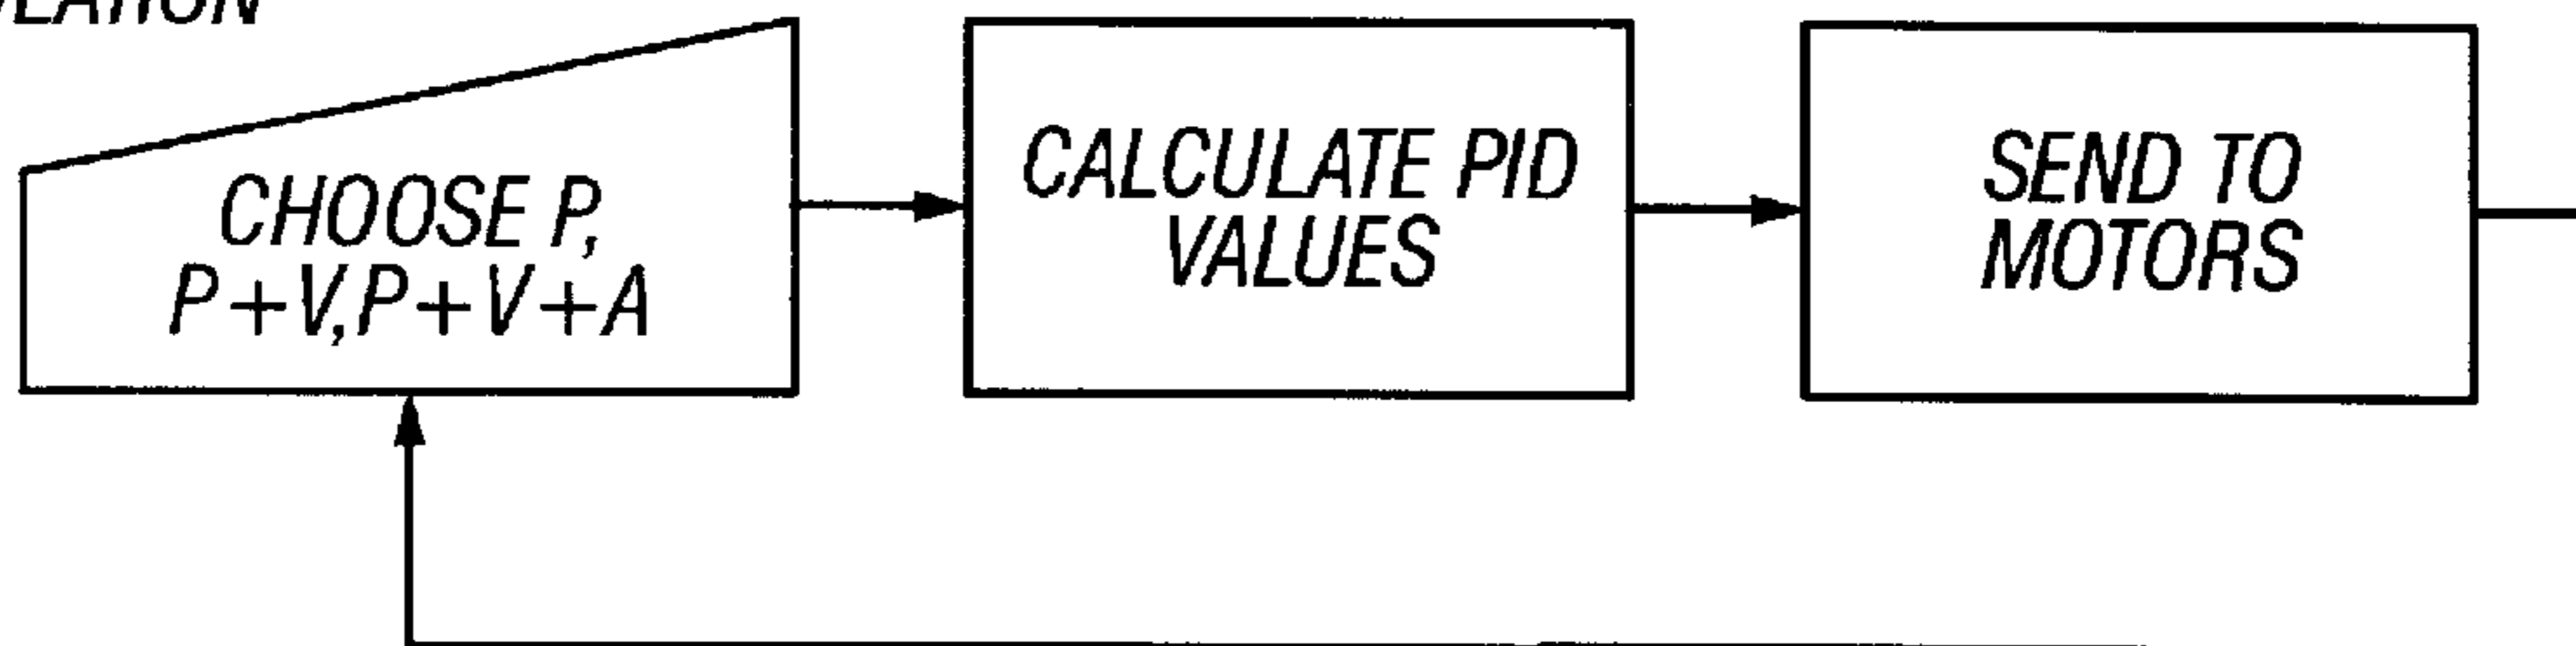 CHOOSE P,
P+V,P+V+A
CALCULATE PID
VALUES
SEND TO
MOTORS